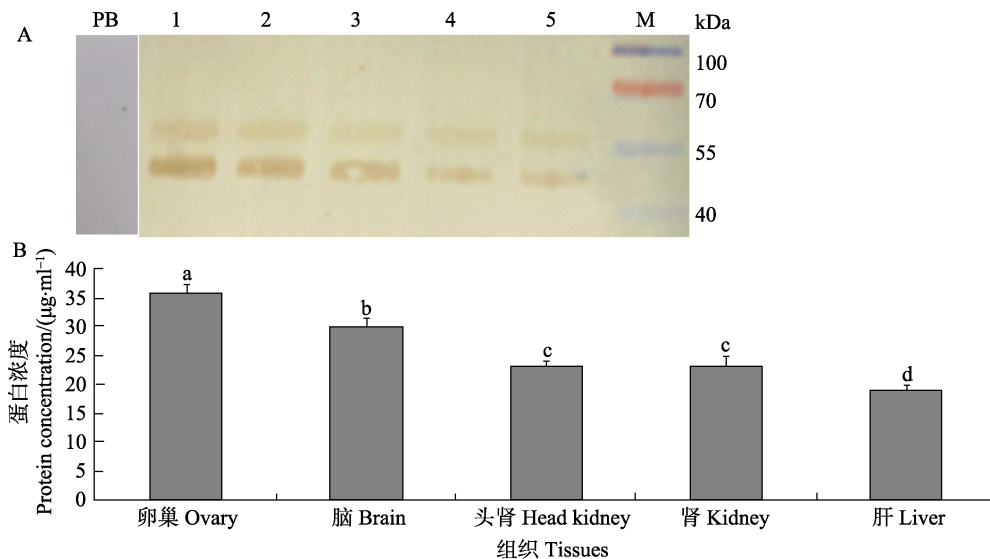 PB 1 2 3 4 5 M kDa
A
100
70
55
40
B
蛋白浓度
Protein concentration/(μg·ml⁻¹)
40
35
30
25
20
15
10
5
0
a
b
c
c
d
卵巢 Ovary 脑 Brain 头肾 Head kidney 肾 Kidney 肝 Liver
组织 Tissues